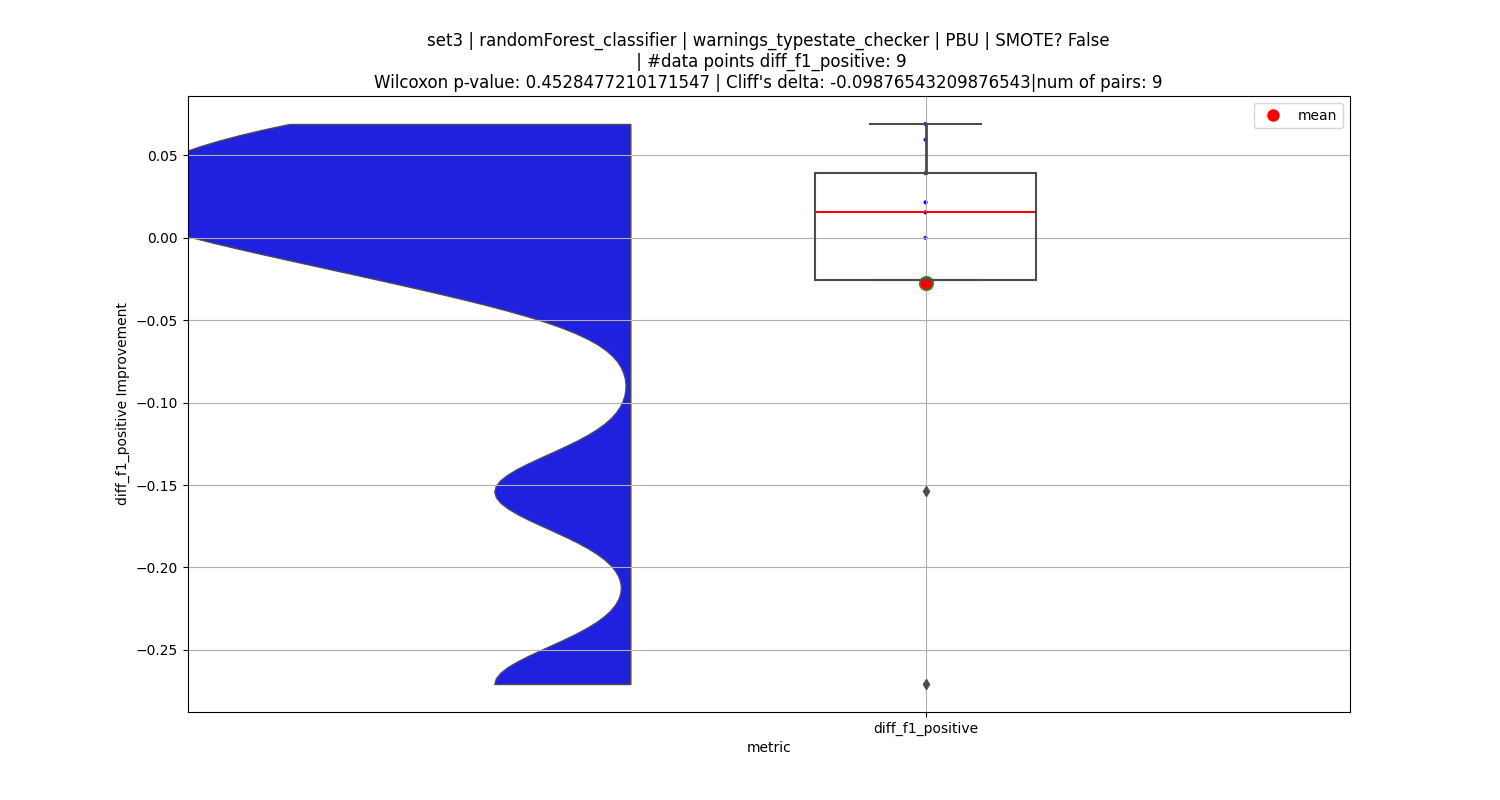 set3 | randomForest_classifier | warnings_typestate_checker | PBU | SMOTE? False
| #data points diff_f1_positive: 9
Wilcoxon p-value: 0.4528477210171547 | Cliff's delta: -0.09876543209876543|num of pairs: 9
mean
0.05
0.00
−0.05
−0.10
−0.15
−0.20
−0.25
diff_f1_positive Improvement
diff_f1_positive
metric